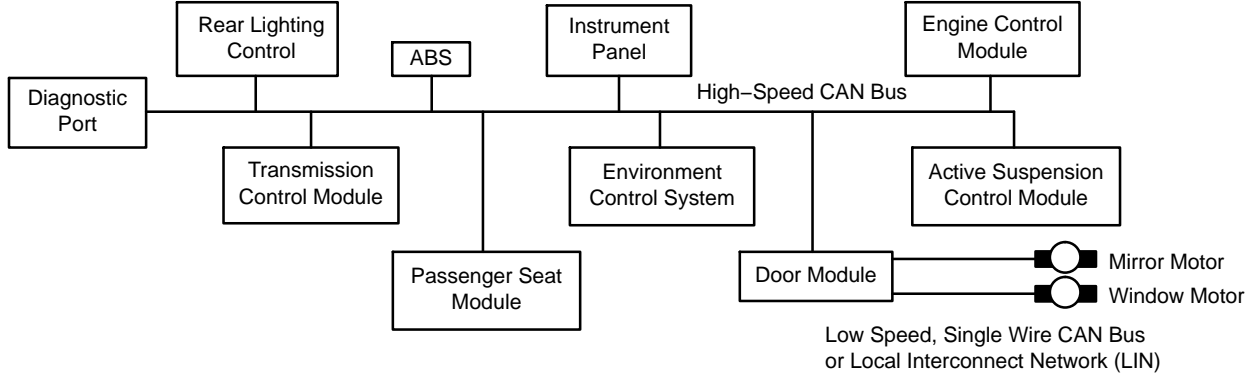 Rear Lighting
Control
ABS
Instrument
Panel
Engine Control
Module
Diagnostic
Port
High−Speed CAN Bus
Transmission
Control Module
Environment
Control System
Active Suspension
Control Module
Passenger Seat
Module
Door Module
Mirror Motor
Window Motor
Low Speed, Single Wire CAN Bus
or Local Interconnect Network (LIN)